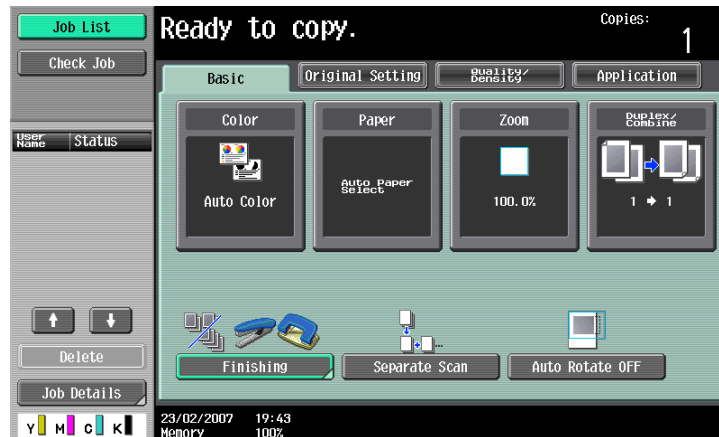 Job List
Ready to copy.
Copies:
1
Check Job
Basic
Original Setting
Quality/
Density
Application
User
Name
Status
Color
Paper
Zoom
Duplex/
Combine
Auto Color
Auto Paper
Select
100.0%
1 → 1
Delete
Finishing
Separate Scan
Auto Rotate OFF
Job Details
Y M C K
23/02/2007 19:43
Memory 100%